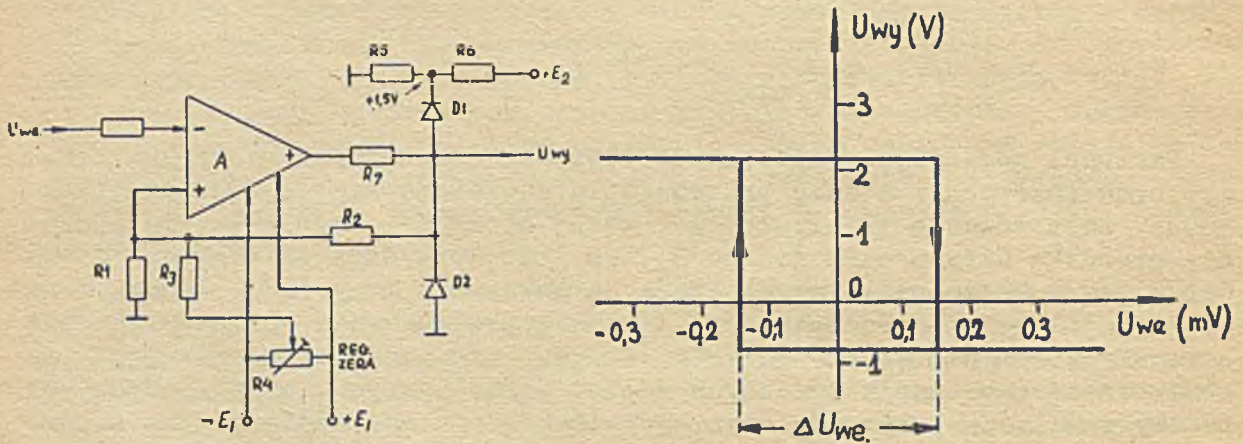 R5
R6
+E2
+1,5V
D1
Uwe
-
A
+
+
R7
Uwy
R2
R1
R3
D2
REG.
ZERA
R4
-E1
+E1
Uwy (V)
-3
2
-1
0
-0,3
-0,2
-0,1
0,1
0,2
0,3
Uwe (mV)
--1
ΔUwe.